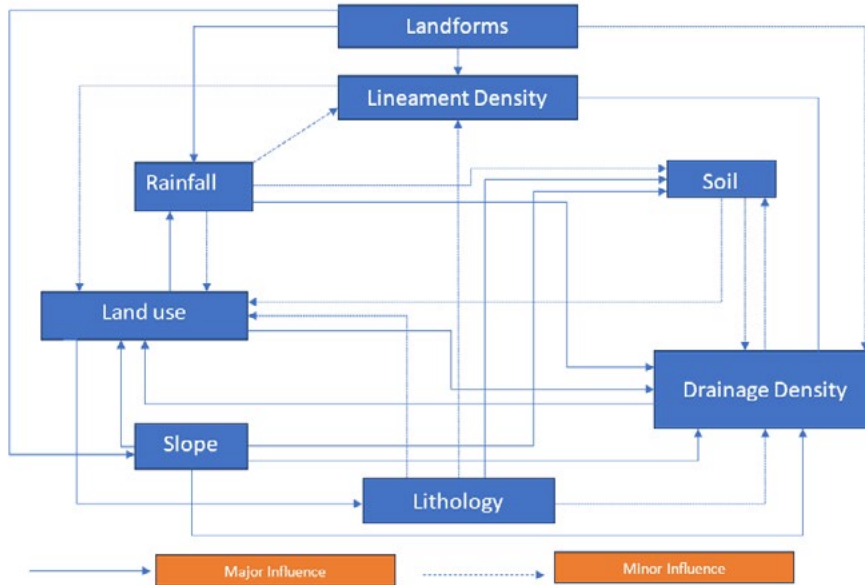 Landforms
Lineament Density
Rainfall
Soil
Land use
Drainage Density
Slope
Lithology
Major Influence
Minor Influence